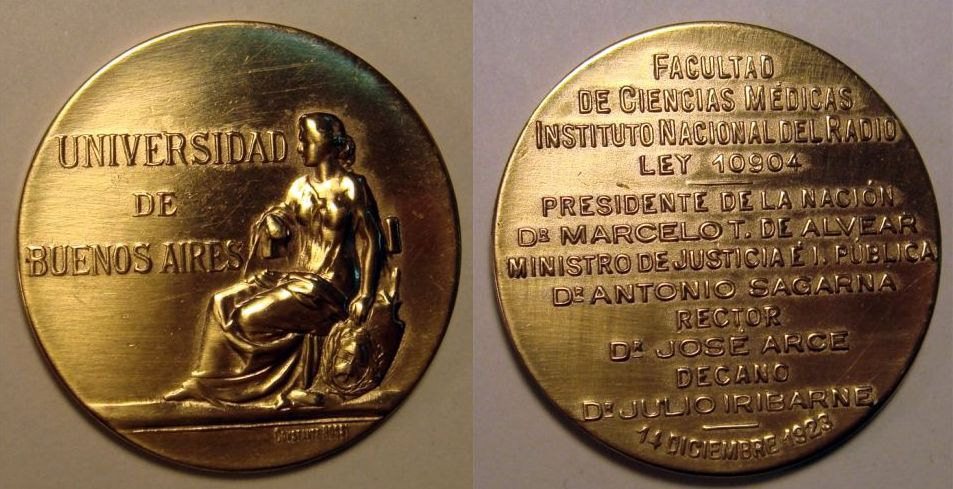 UNIVERSIDAD
DE
BUENOS AIRES
FACULTAD
DE CIENCIAS MÉDICAS
INSTITUTO NACIONAL DEL RADIO
LEY 10904
PRESIDENTE DE LA NACIÓN
DR MARCELO T. DE ALVEAR
MINISTRO DE JUSTICIA É I. PÚBLICA
DR ANTONIO SAGARNA
RECTOR
DR JOSE ARCE
DECANO
DR JULIO IRIBARNE
14 DICIEMBRE 1923